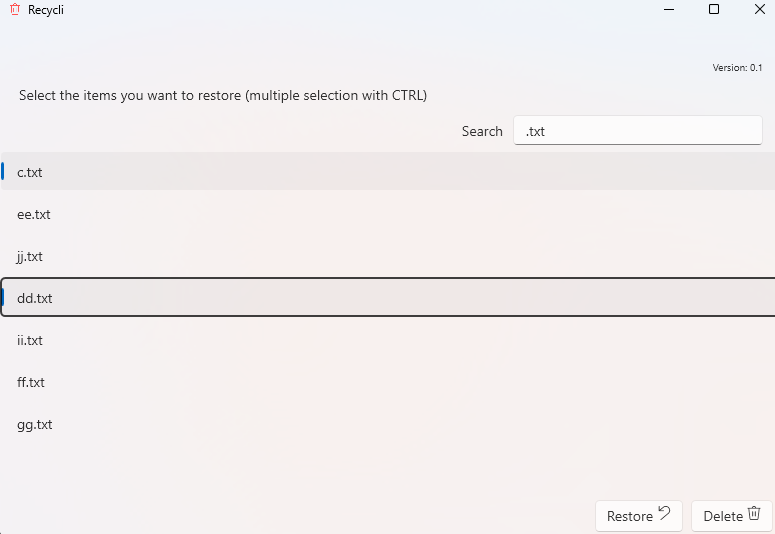 Recycli
Version: 0.1
Select the items you want to restore (multiple selection with CTRL)
Search .txt
c.txt
ee.txt
jj.txt
dd.txt
ii.txt
ff.txt
gg.txt
Restore Delete